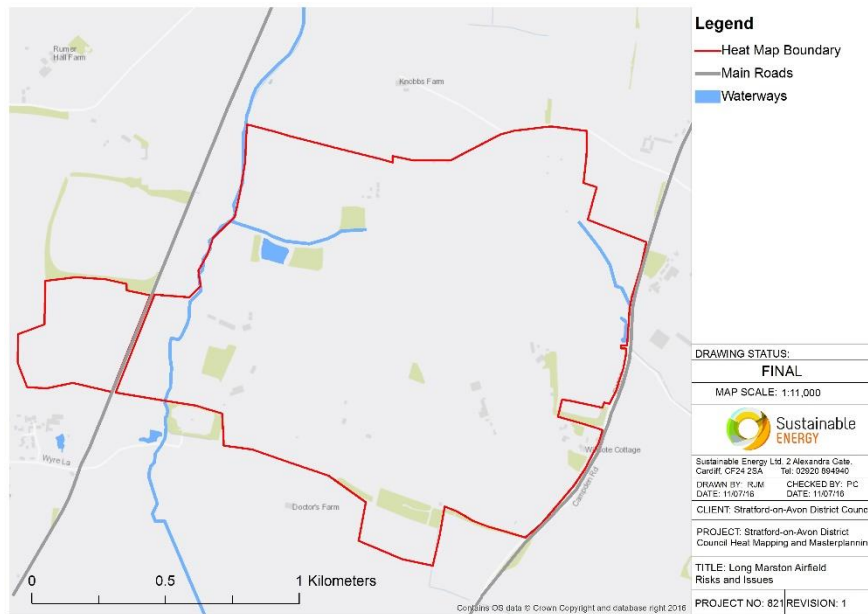 Rumer
Hall Farm
Knobbs Farm
Wyre La
Doctor's Farm
Campden Rd
0 0.5 1 Kilometers
Contains OS data © Crown Copyright and database right 2016
Legend
Heat Map Boundary
Main Roads
Waterways
DRAWING STATUS:
FINAL
MAP SCALE: 1:11,000
Sustainable
ENERGY
Sustainable Energy Ltd. 2 Alexandra Gate,
Cardiff, CF24 2SA Tel: 02920 894940
DRAWN BY: RJM CHECKED BY: PC
DATE: 11/07/16 DATE: 11/07/16
CLIENT: Stratford-on-Avon District Counc
PROJECT: Stratford-on-Avon District
Council Heat Mapping and Masterplannin
TITLE: Long Marston Airfield
Risks and Issues
PROJECT NO: 821 REVISION: 1
Cottage